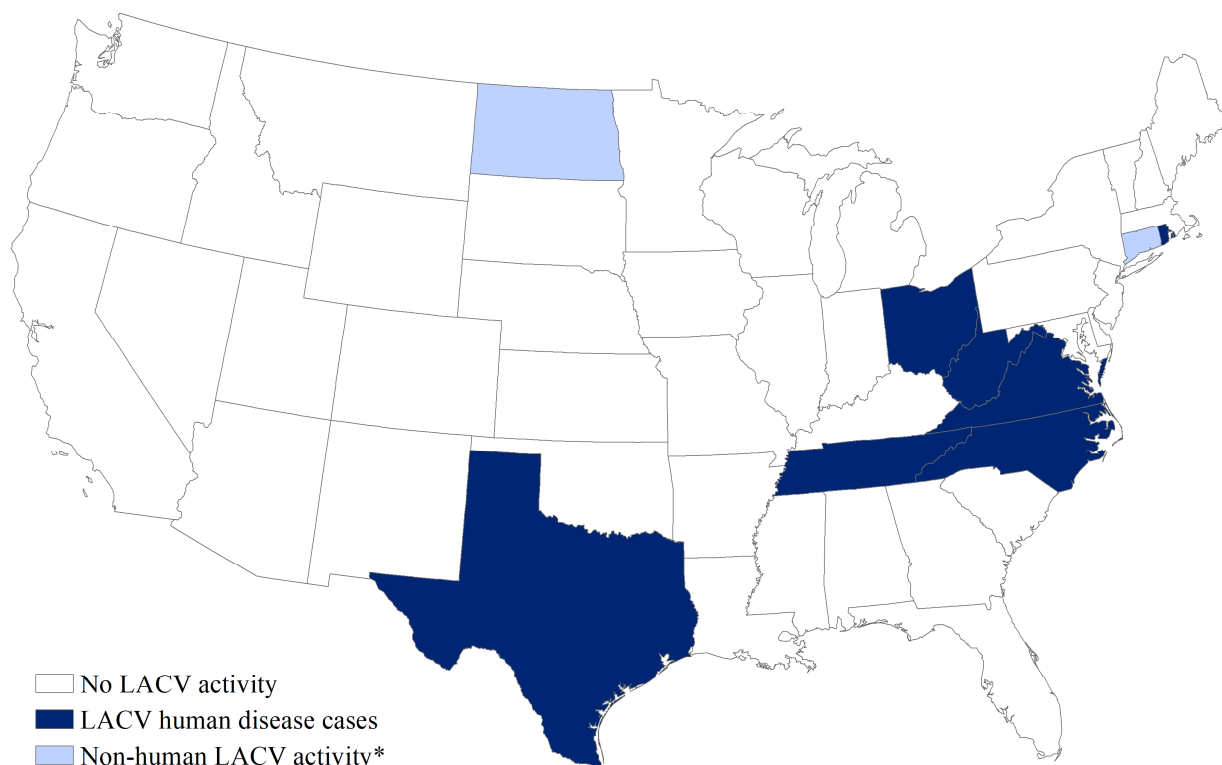 No LACV activity
LACV human disease cases
Non-human LACV activity*